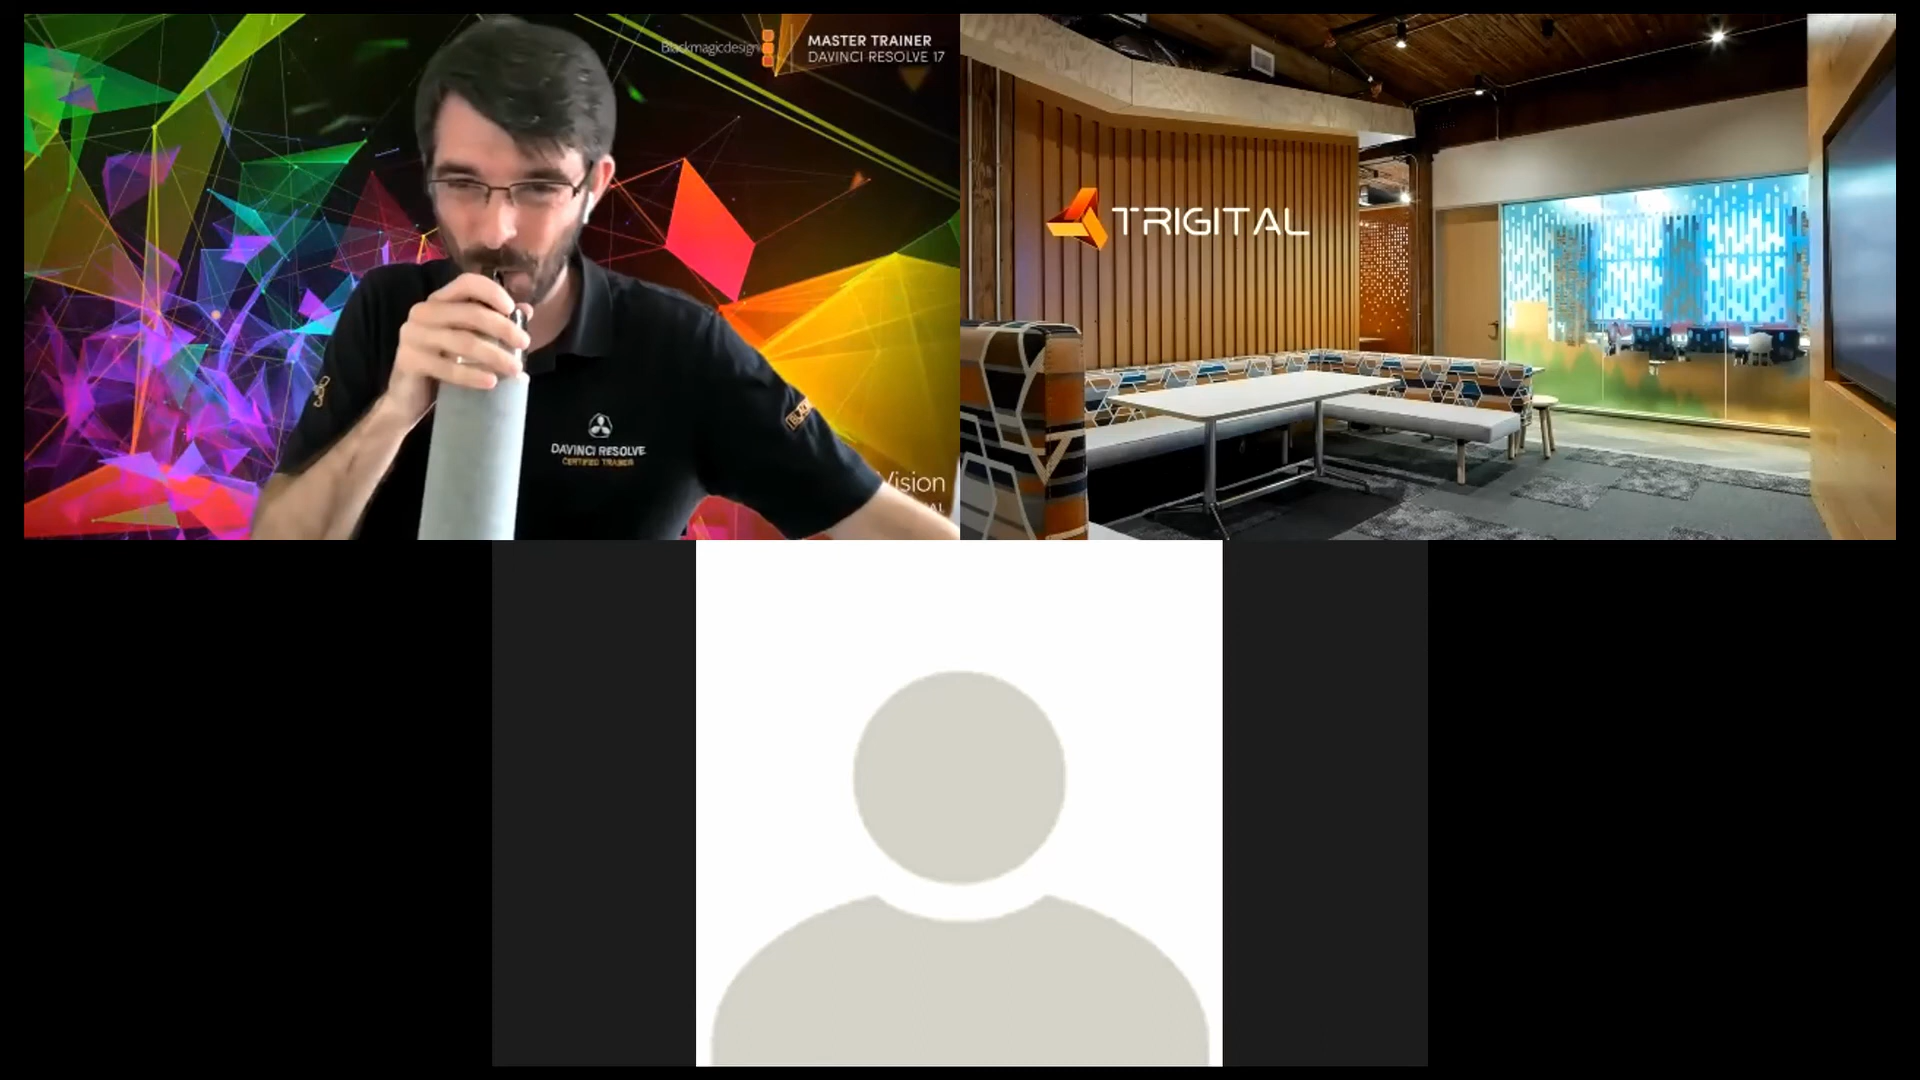 Blackmagicdesign
MASTER TRAINER
DAVINCI RESOLVE 17
TRIGITAL
DAVINCI RESOLVE
CERTIFIED TRAINER
Vision